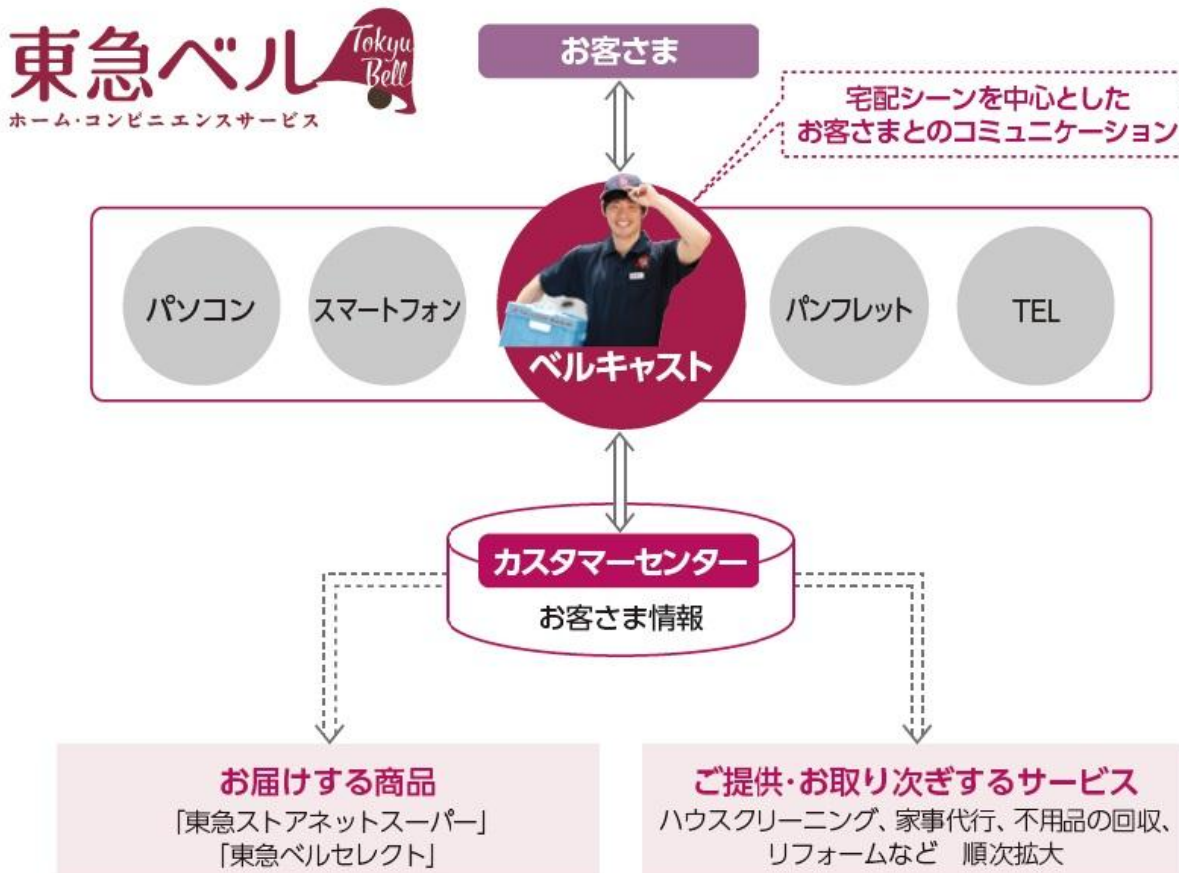 東急ベル
Tokyu
Bell
ホーム・コンビニエンスサービス
お客さま
宅配シーンを中心とした
お客さまとのコミュニケーション
パソコン
スマートフォン
ベルキャスト
パンフレット
TEL
カスタマーセンター
お客さま情報
お届けする商品
「東急ストアネットスーパー」
「東急ベルセレクト」
ご提供・お取り次ぎするサービス
ハウスクリーニング、家事代行、不用品の回収、
リフォームなど 順次拡大